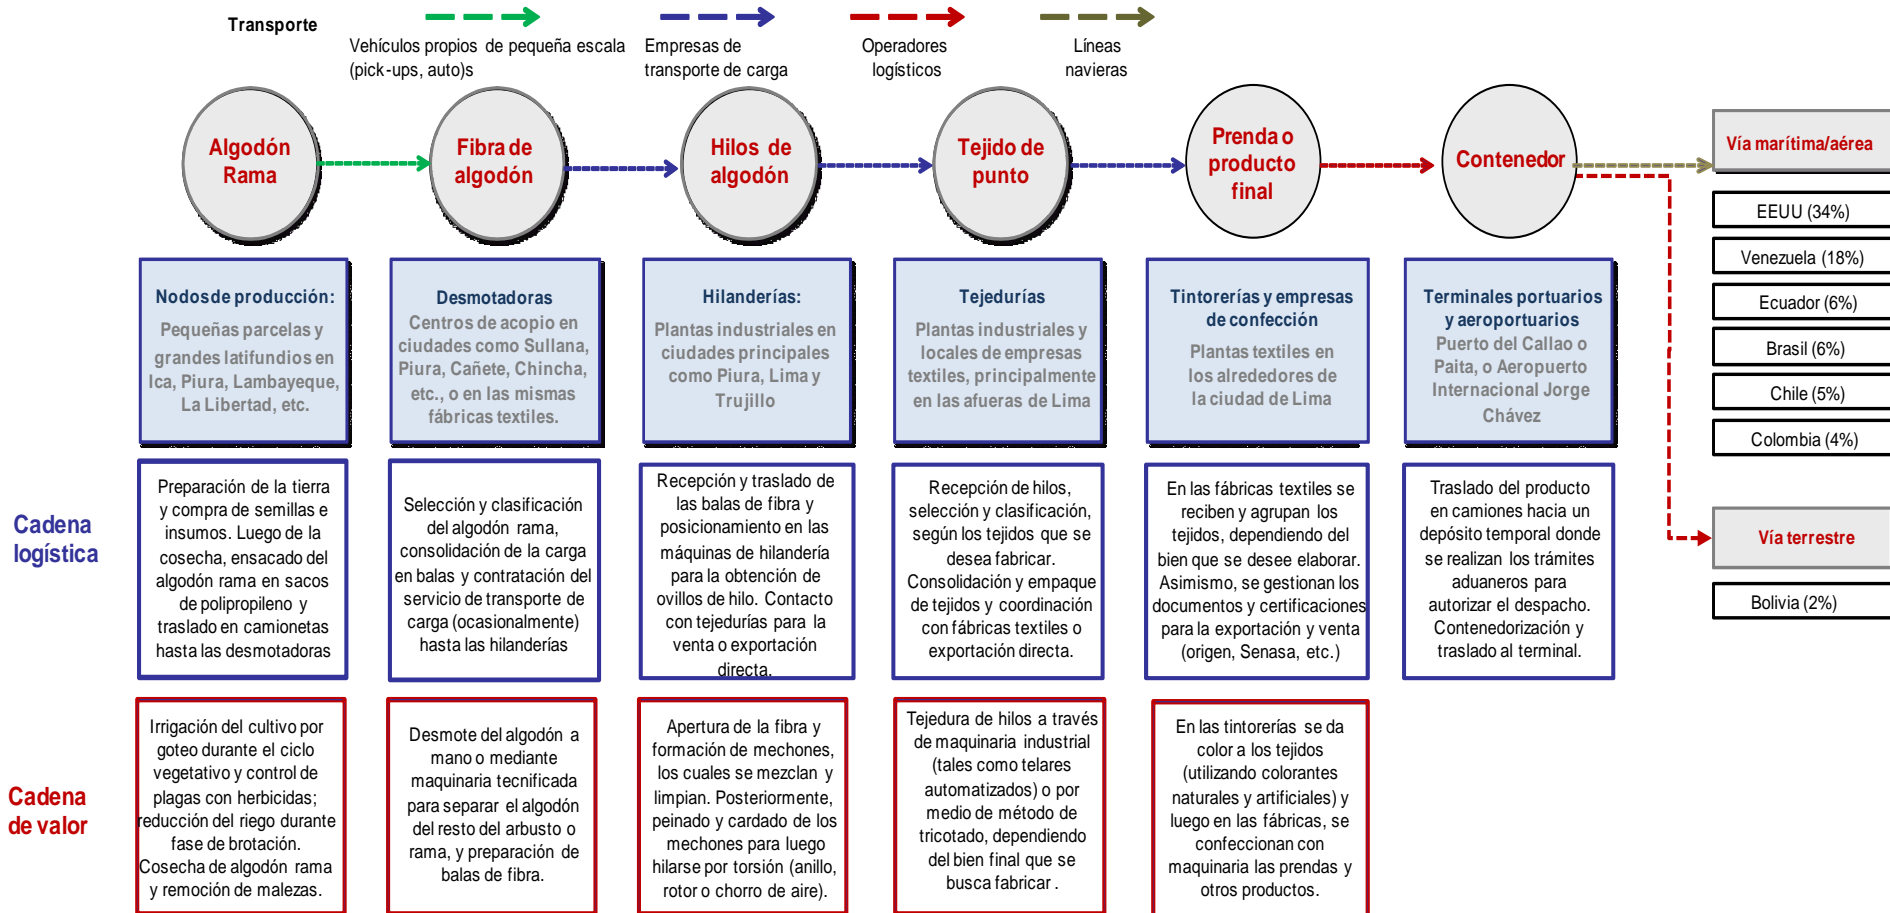 Transporte
Vehículos propios de pequeña escala
(pick-ups, auto)s
Empresas de
transporte de carga
Operadores
logísticos
Líneas
navieras
Algodón
Rama
Fibra de
algodón
Hilos de
algodón
Tejido de
punto
Prenda o
producto
final
Contenedor
Vía marítima/aérea
EEUU (34%)
Venezuela (18%)
Ecuador (6%)
Brasil (6%)
Chile (5%)
Colombia (4%)
Vía terrestre
Bolivia (2%)
Nodos de producción:
Pequeñas parcelas y
grandes latifundios en
Ica, Piura, Lambayeque,
La Libertad, etc.
Desmotadoras
Centros de acopio en
ciudades como Sullana,
Piura, Cañete, Chincha,
etc., o en las mismas
fábricas textiles.
Hilanderías:
Plantas industriales en
ciudades principales
como Piura, Lima y
Trujillo
Tejedurías
Plantas industriales y
locales de empresas
textiles, principalmente
en las afueras de Lima
Tintorerías y empresas
de confección
Plantas textiles en
los alrededores de
la ciudad de Lima
Terminales portuarios
y aeroportuarios
Puerto del Callao o
Paita, o Aeropuerto
Internacional Jorge
Chávez
Cadena
logística
Preparación de la tierra
y compra de semillas e
insumos. Luego de la
cosecha, ensacado del
algodón rama en sacos
de polipropileno y
traslado en camionetas
hasta las desmotadoras
Selección y clasificación
del algodón rama,
consolidación de la carga
en balas y contratación del
servicio de transporte de
carga (ocasionalmente)
hasta las hilanderías
Recepción y traslado de
las balas de fibra y
posicionamiento en las
máquinas de hilandería
para la obtención de
ovillos de hilo. Contacto
con tejedurías para la
venta o exportación
directa.
Recepción de hilos,
selección y clasificación,
según los tejidos que se
desea fabricar.
Consolidación y empaque
de tejidos y coordinación
con fábricas textiles o
exportación directa.
En las fábricas textiles se
reciben y agrupan los
tejidos, dependiendo del
bien que se desee elaborar.
Asimismo, se gestionan los
documentos y certificaciones
para la exportación y venta
(origen, Senasa, etc.)
Traslado del producto
en camiones hacia un
depósito temporal donde
se realizan los trámites
aduaneros para
autorizar el despacho.
Contenedorización y
traslado al terminal.
Cadena
de valor
Irrigación del cultivo por
goteo durante el ciclo
vegetativo y control de
plagas con herbicidas;
reducción del riego durante
fase de brotación.
Cosecha de algodón rama
y remoción de malezas.
Desmote del algodón a
mano o mediante
maquinaria tecnificada
para separar el algodón
del resto del arbusto o
rama, y preparación de
balas de fibra.
Apertura de la fibra y
formación de mechones,
los cuales se mezclan y
limpian. Posteriormente,
peinado y cardado de los
mechones para luego
hilarse por torsión (anillo,
rotor o chorro de aire).
Tejedura de hilos a través
de maquinaria industrial
(tales como telares
automatizados) o por
medio de método de
tricotado, dependiendo
del bien final que se
busca fabricar .
En las tintorerías se da
color a los tejidos
(utilizando colorantes
naturales y artificiales) y
luego en las fábricas, se
confeccionan con
maquinaria las prendas y
otros productos.